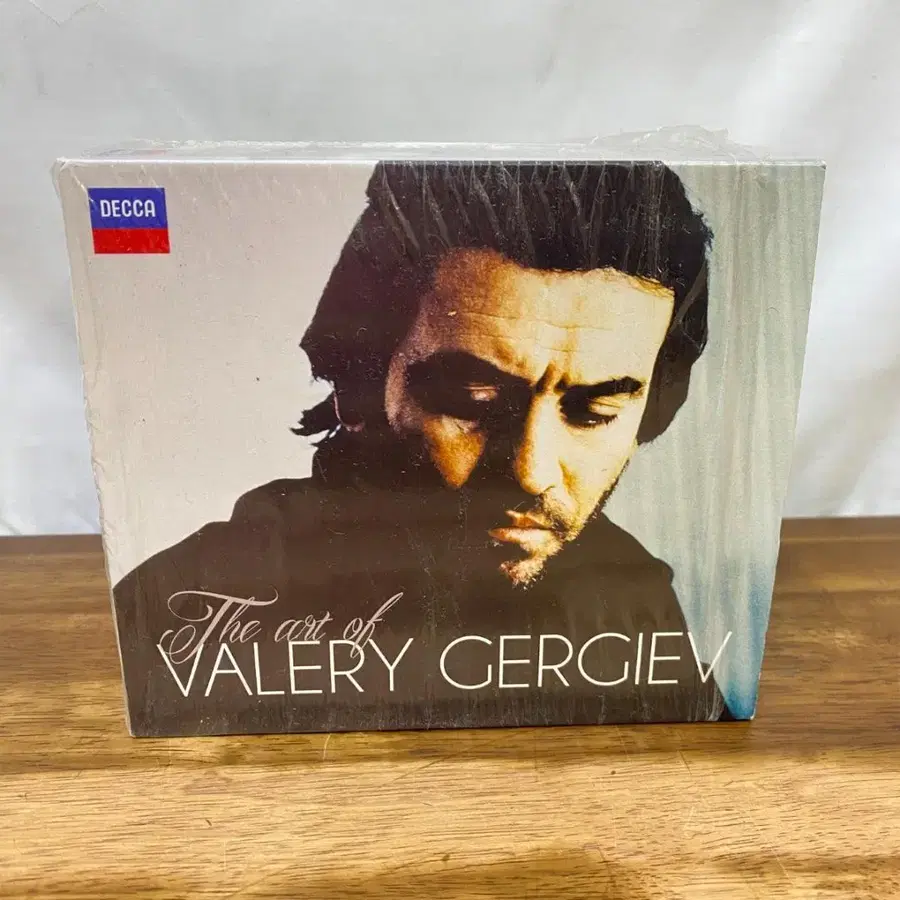 DECCA
The art of
VALERY GERGIEV